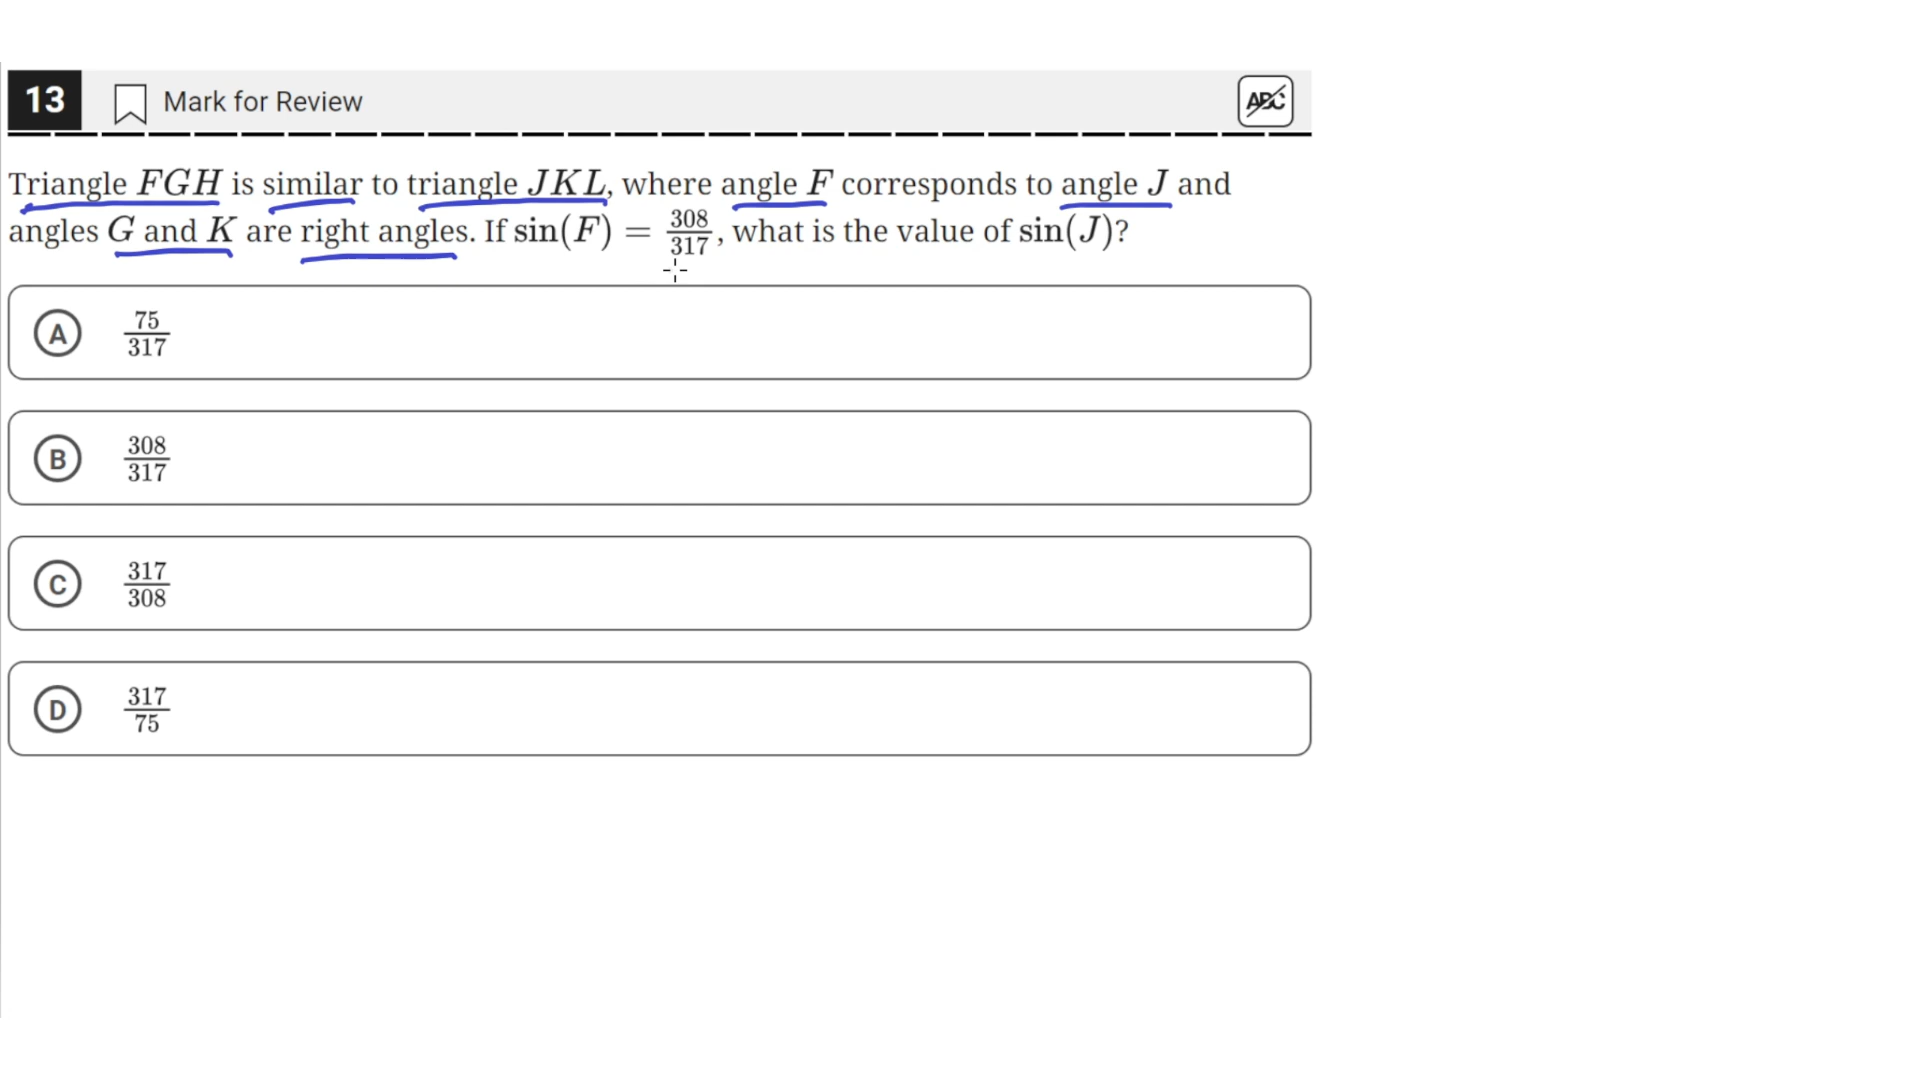 13 Mark for Review ABC
Triangle FGH is similar to triangle JKL, where angle F corresponds to angle J and
angles G and K are right angles. If sin(F) = 308/317, what is the value of sin(J)?
A 75/317
B 308/317
C 317/308
D 317/75